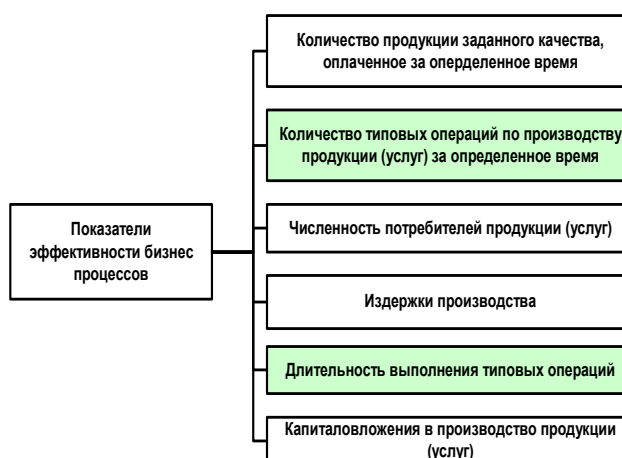 Количество продукции заданного качества,
оплаченное за оперделенное время
Количество типовых операций по производству
продукции (услуг) за определенное время
Показатели
эффективности бизнес
процессов
Численность потребителей продукции (услуг)
Издержки производства
Длительность выполнения типовых операций
Капиталовложения в производство продукции
(услуг)